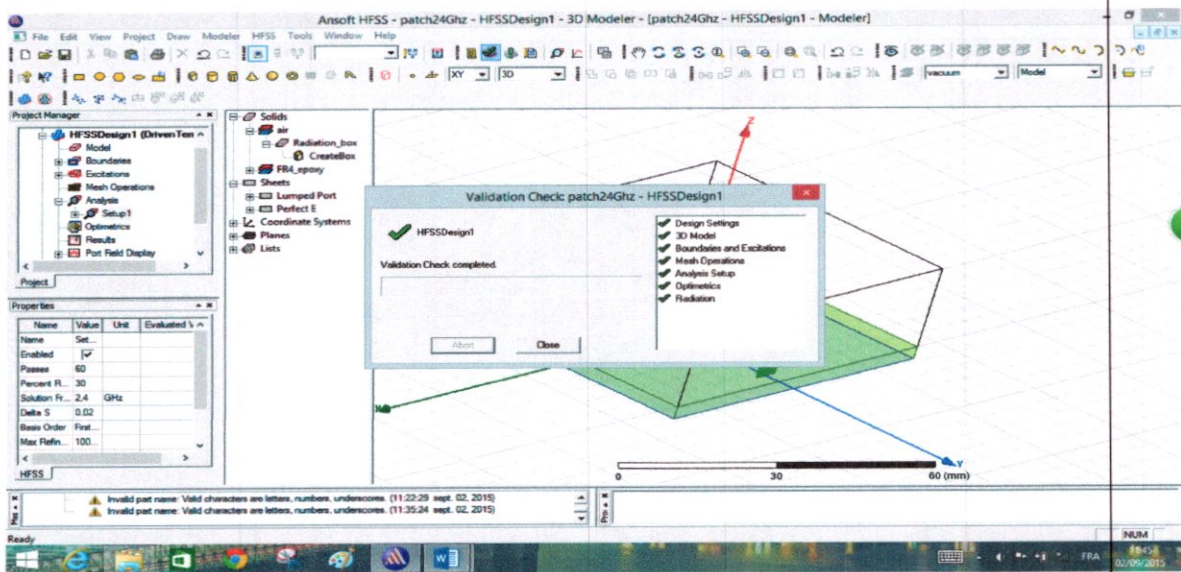 Ansoft HFSS - patch24Ghz - HFSSDesign1 - 3D Modeler - [patch24Ghz - HFSSDesign1 - Modeler]
File Edit View Project Draw Modeler HFSS Tools Window Help
XY 3D vacuum Model
Project Manager
HFSSDesign1 (DrivenTen
Model
Boundaries
Excitations
Mesh Operations
Analysis
Setup1
Optimetrics
Results
Port Field Display
Project
Solids
air
Radiation_box
CreateBox
FR4_epoxy
Sheets
Lumped Port
Perfect E
Coordinate Systems
Planes
Lists
Z
Validation Check: patch24Ghz - HFSSDesign1
HFSSDesign1
Validation Check completed.
Abort Close
Design Settings
3D Model
Boundaries and Excitations
Mesh Operations
Analysis Setup
Optimetrics
Radiation
X
Y
0 30 60 (mm)
Properties
Name Value Unit Evaluated V
Name Set...
Enabled
Passes 60
Percent R... 30
Solution Fr... 2.4 GHz
Delta S 0.02
Basis Order First...
Max Refin... 100...
HFSS
Invalid part name: Valid characters are letters, numbers, underscores. (11:22:29 sept. 02, 2015)
Invalid part name: Valid characters are letters, numbers, underscores. (11:35:24 sept. 02, 2015)
Ready
NUM
FRA
02/09/2015